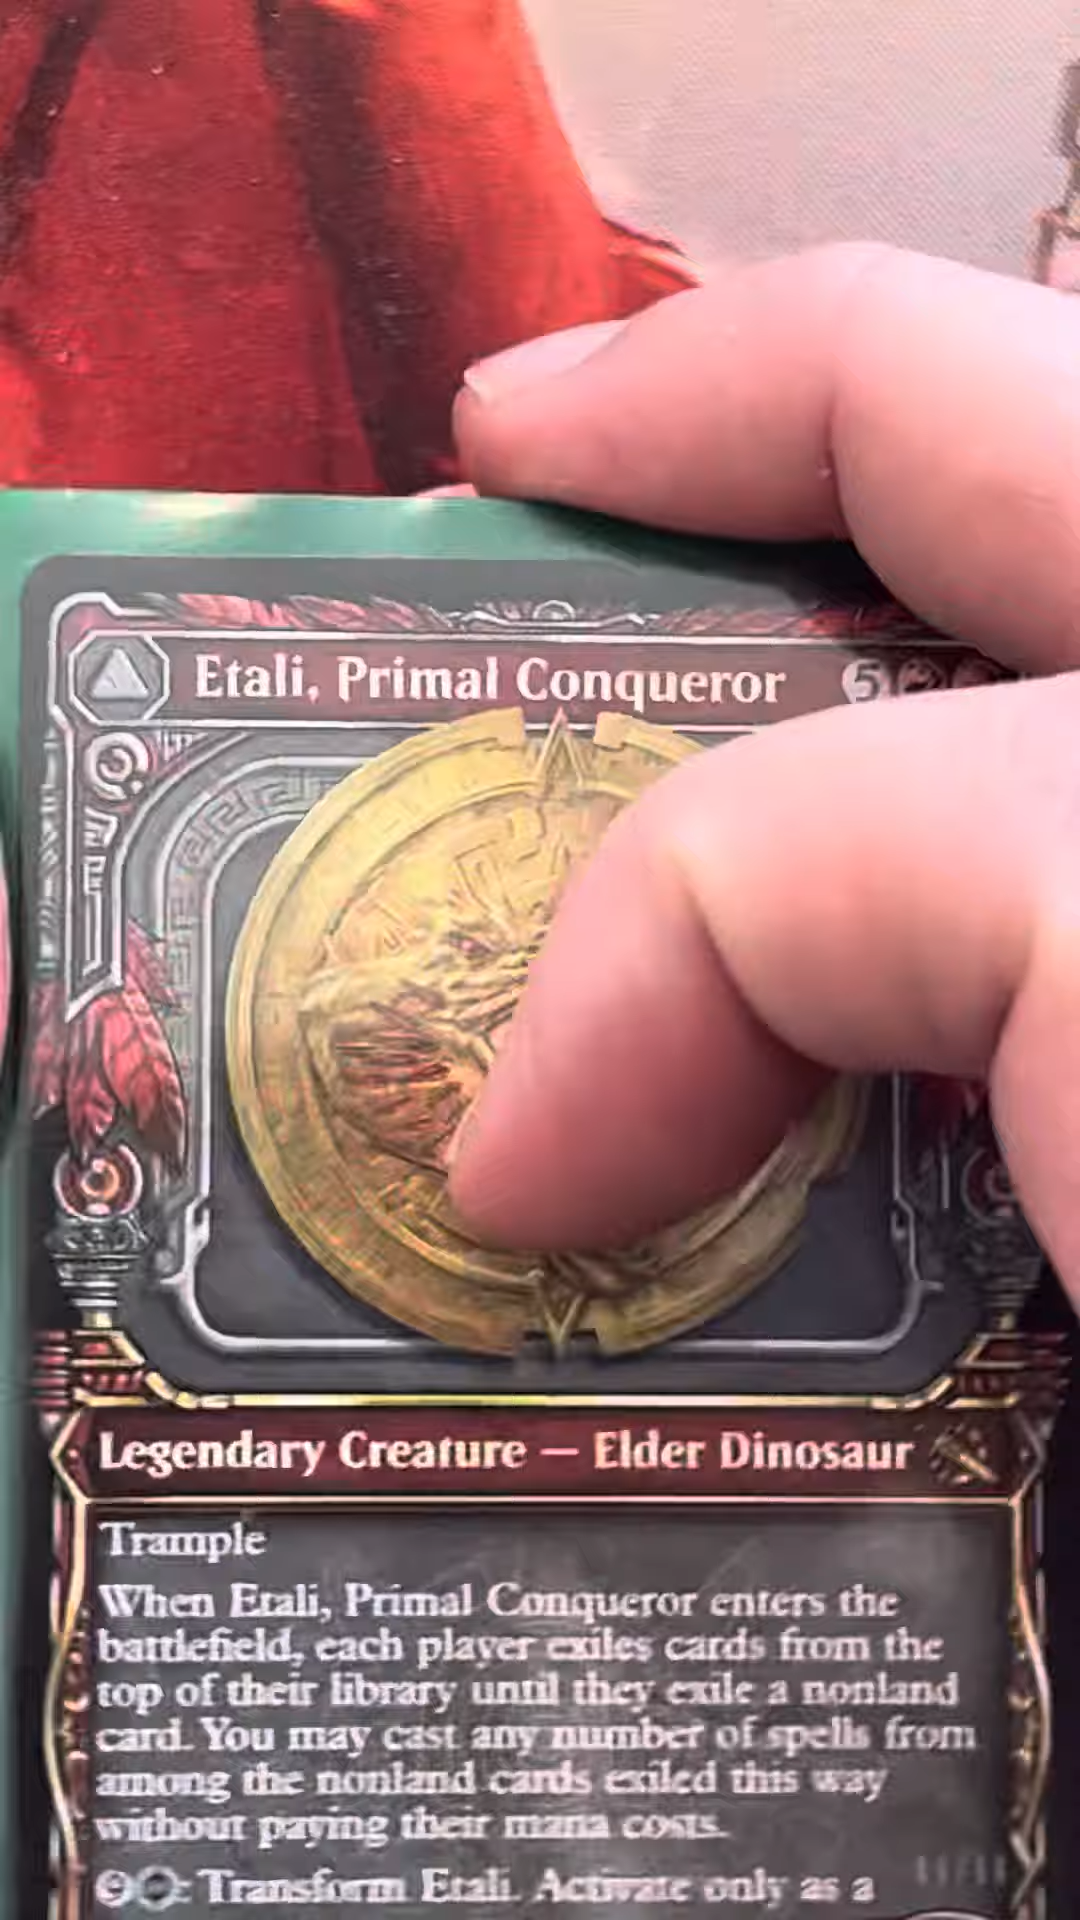 Etali, Primal Conqueror 5
Legendary Creature — Elder Dinosaur
Trample
When Etali, Primal Conqueror enters the
battlefield, each player exiles cards from the
top of their library until they exile a nonland
card. You may cast any number of spells from
among the nonland cards exiled this way
without paying their mana costs.
: Transform Etali. Activate only as a